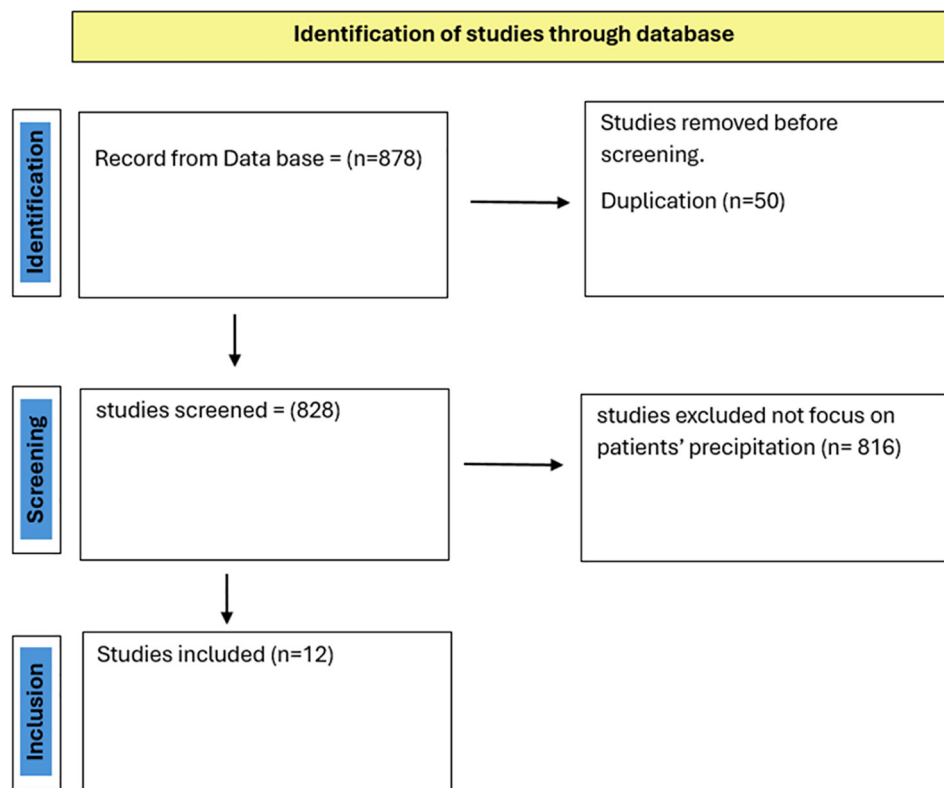 Identification of studies through database
Identification
Record from Data base = (n=878)
Studies removed before
screening.
Duplication (n=50)
Screening
studies screened = (828)
studies excluded not focus on
patients’ precipitation (n= 816)
Inclusion
Studies included (n=12)